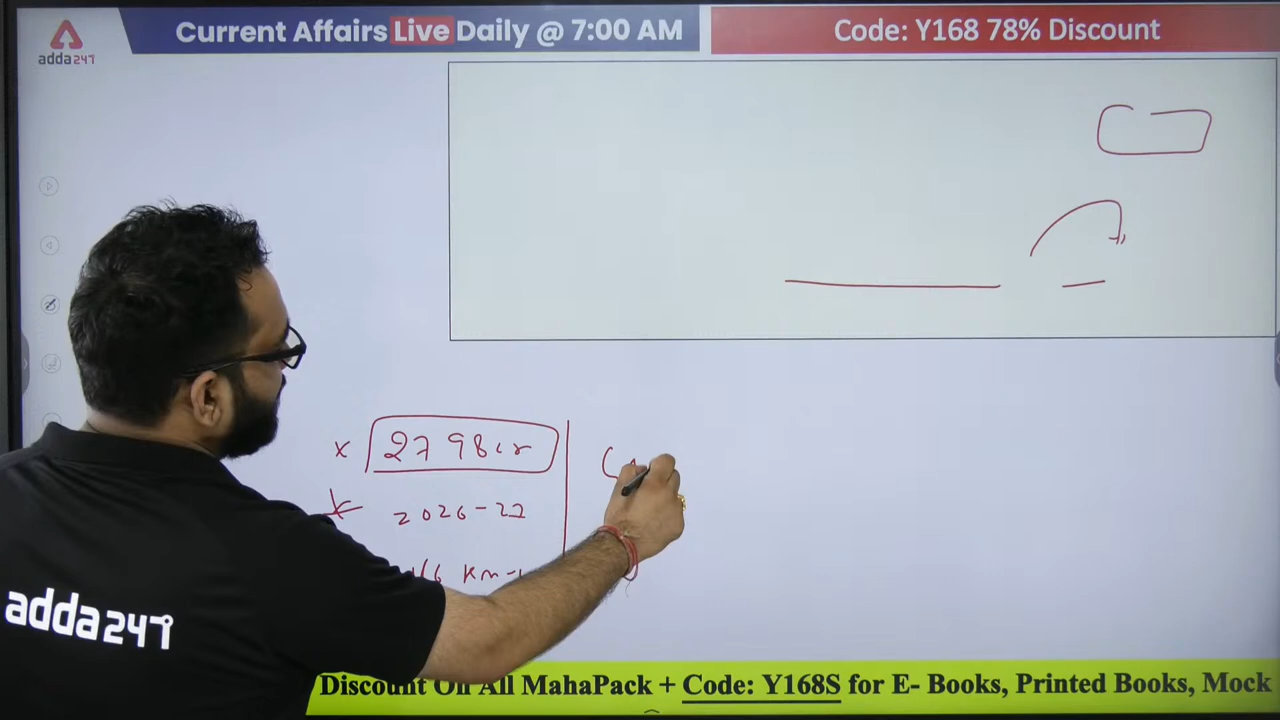 Current Affairs Live Daily @ 7:00 AM
Code: Y168 78% Discount
adda247
27 98 cr
2026-27
Km
adda247
Discount On All MahaPack + Code: Y168S for E- Books, Printed Books, Mock